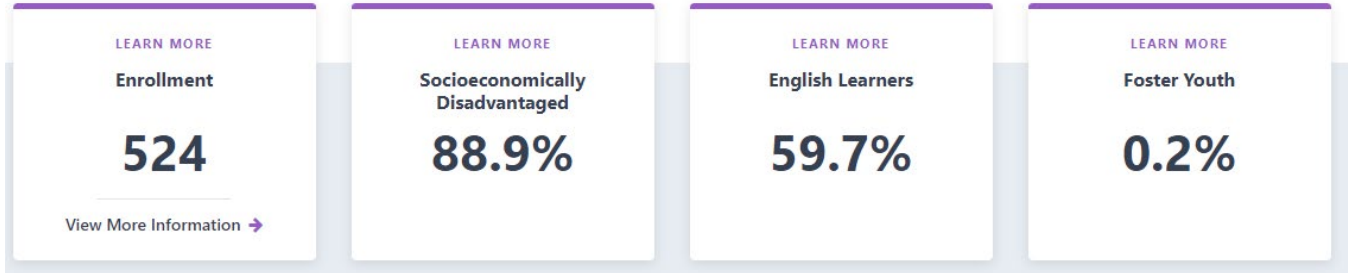 LEARN MORE
Enrollment
524
View More Information
LEARN MORE
Socioeconomically
Disadvantaged
88.9%
LEARN MORE
English Learners
59.7%
LEARN MORE
Foster Youth
0.2%